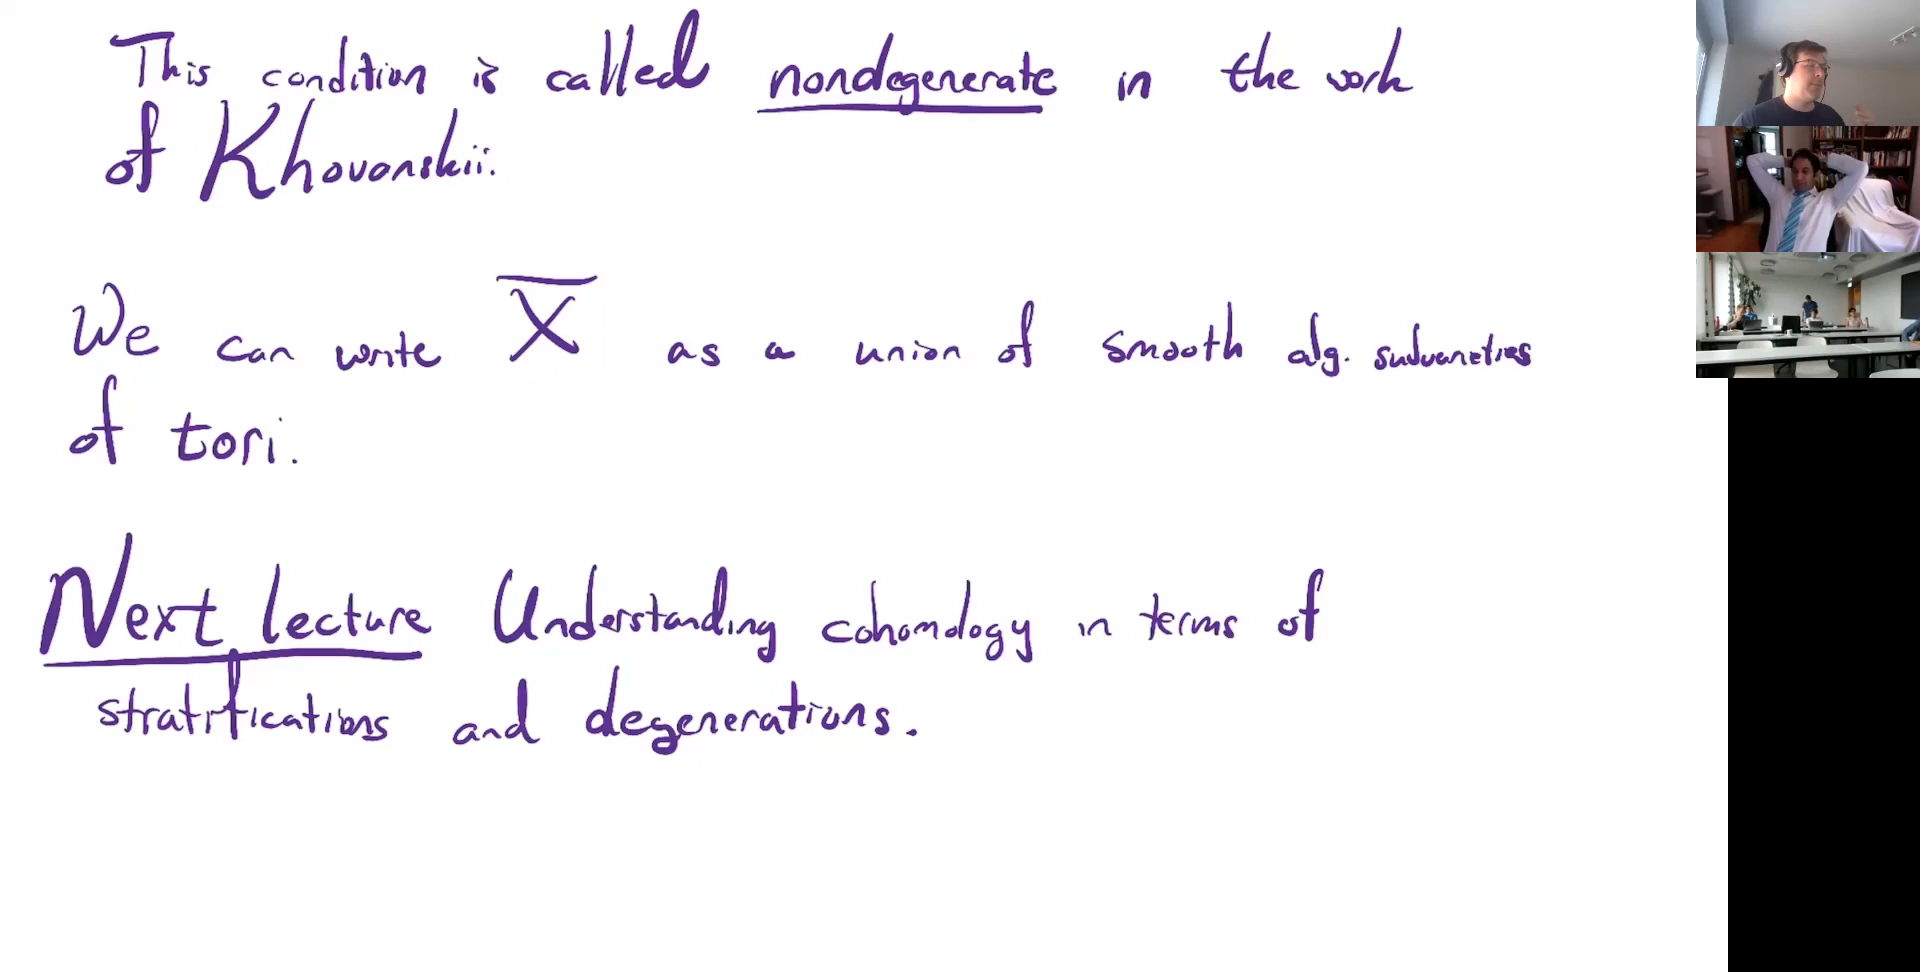 This condition is called nondegenerate in the work
of Khovanskii.
We can write X as a union of smooth alg. subvarieties
of tori.
Next lecture Understanding cohomology in terms of
stratifications and degenerations.